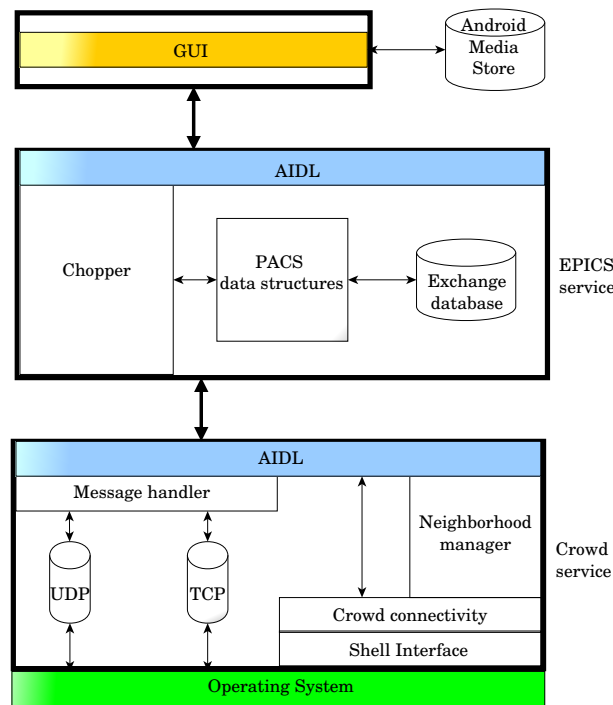 GUI
Android
Media
Store
AIDL
Chopper
PACS
data structures
Exchange
database
EPICS
service
AIDL
Message handler
Neighborhood
manager
UDP
TCP
Crowd
service
Crowd connectivity
Shell Interface
Operating System